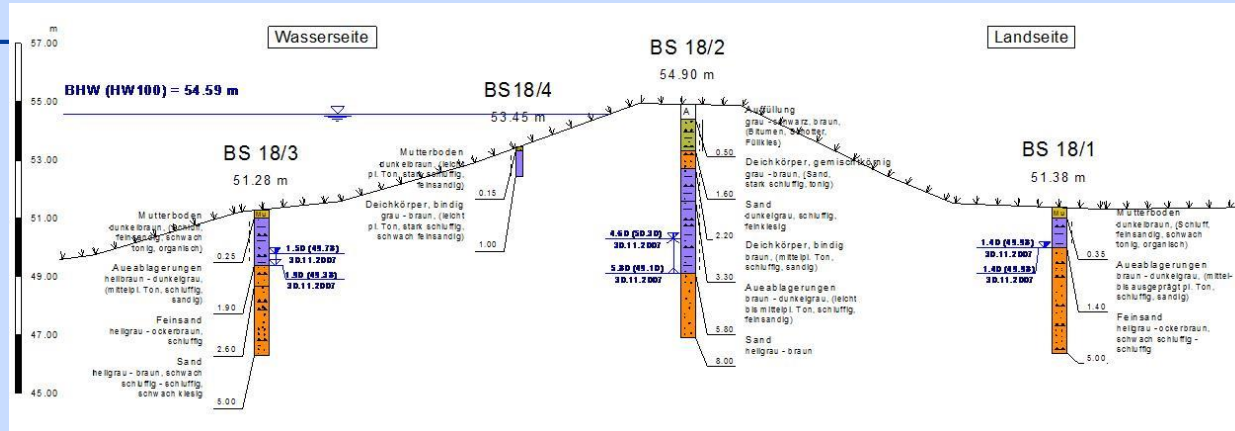 m
57.00
55.00
53.00
51.00
49.00
47.00
45.00
Wasserseite
Landseite
BHW (HW100) = 54.59 m
BS 18/3
51.28 m
Mutterboden
dunkelbraun, (Schluff,
feinsandig, schwach
tonig, organisch)
0.25
Aueablagerungen
hellbraun - dunkelgrau,
(mittelpl. Ton, schluffig,
sandig)
1.90
Feinsand
hellgrau - ockerbraun,
schluffig
2.60
Sand
hellgrau - braun, schwach
schluffig - schluffig,
schwach kiesig
5.00
Mu
1.50 (49.78)
30.11.2007
1.90 (49.38)
30.11.2007
BS18/4
53.45 m
Mutterboden
dunkelbraun, (leicht
pl. Ton, stark schluffig,
feinsandig)
0.15
Deichkörper, bindig
grau - braun, (leicht
pl. Ton, stark schluffig,
schwach feinsandig)
1.00
BS 18/2
54.90 m
A
Auffüllung
grau - schwarz, braun,
(Bitumen, Schotter,
Füllkies)
0.50
Deichkörper, gemischtkörnig
grau - braun, (Sand,
stark schluffig, tonig)
1.60
Sand
dunkelgrau, schluffig,
feinkiesig
2.20
Deichkörper, bindig
braun, (mittelpl. Ton,
schluffig, sandig)
3.30
Aueablagerungen
braun - dunkelgrau, (leicht
bis mittelpl. Ton, schluffig,
feinsandig)
5.80
Sand
hellgrau - braun
8.00
4.60 (50.30)
30.11.2007
5.80 (49.10)
30.11.2007
BS 18/1
51.38 m
Mu
Mutterboden
dunkelbraun, (Schluff,
feinsandig, schwach
tonig, organisch)
0.35
Aueablagerungen
braun - dunkelgrau, (mittel-
bis ausgeprägt pl. Ton,
schluffig, sandig)
1.40
Feinsand
hellgrau - ockerbraun,
schwach schluffig -
schluffig
5.00
1.40 (49.98)
30.11.2007
1.40 (49.98)
30.11.2007